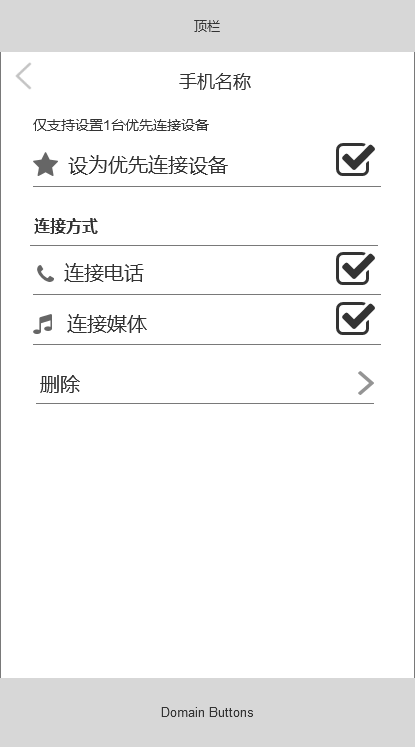 顶栏
手机名称
仅支持设置1台优先连接设备
设为优先连接设备
连接方式
连接电话
连接媒体
删除
Domain Buttons